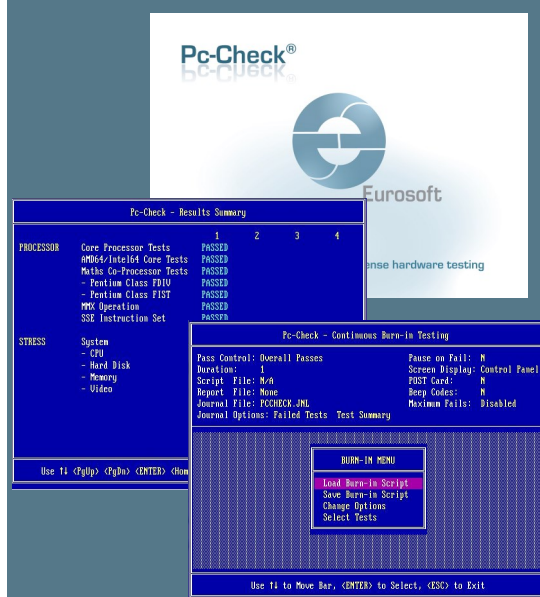 Pc-Check®
Eurosoft
ense hardware testing
Pc-Check - Results Summary
1 2 3 4
PROCESSOR Core Processor Tests PASSED
AMD64/Intel64 Core Tests PASSED
Maths Co-Processor Tests PASSED
- Pentium Class FDIV PASSED
- Pentium Class FIST PASSED
MMX Operation PASSED
SSE Instruction Set PASSED
STRESS System
- CPU
- Hard Disk
- Memory
- Video
Use ↑↓ <PgUp> <PgDn> <ENTER> <Hom
Pc-Check - Continuous Burn-in Testing
Pass Control: Overall Passes Pause on Fail: N
Duration: 1 Screen Display: Control Panel
Script File: N/A POST Card: N
Report File: None Beep Codes: N
Journal File: PCCHECK.JNL Maximum Fails: Disabled
Journal Options: Failed Tests Test Summary
BURN-IN MENU
Load Burn-in Script
Save Burn-in Script
Change Options
Select Tests
Use ↑↓ to Move Bar, <ENTER> to Select, <ESC> to Exit